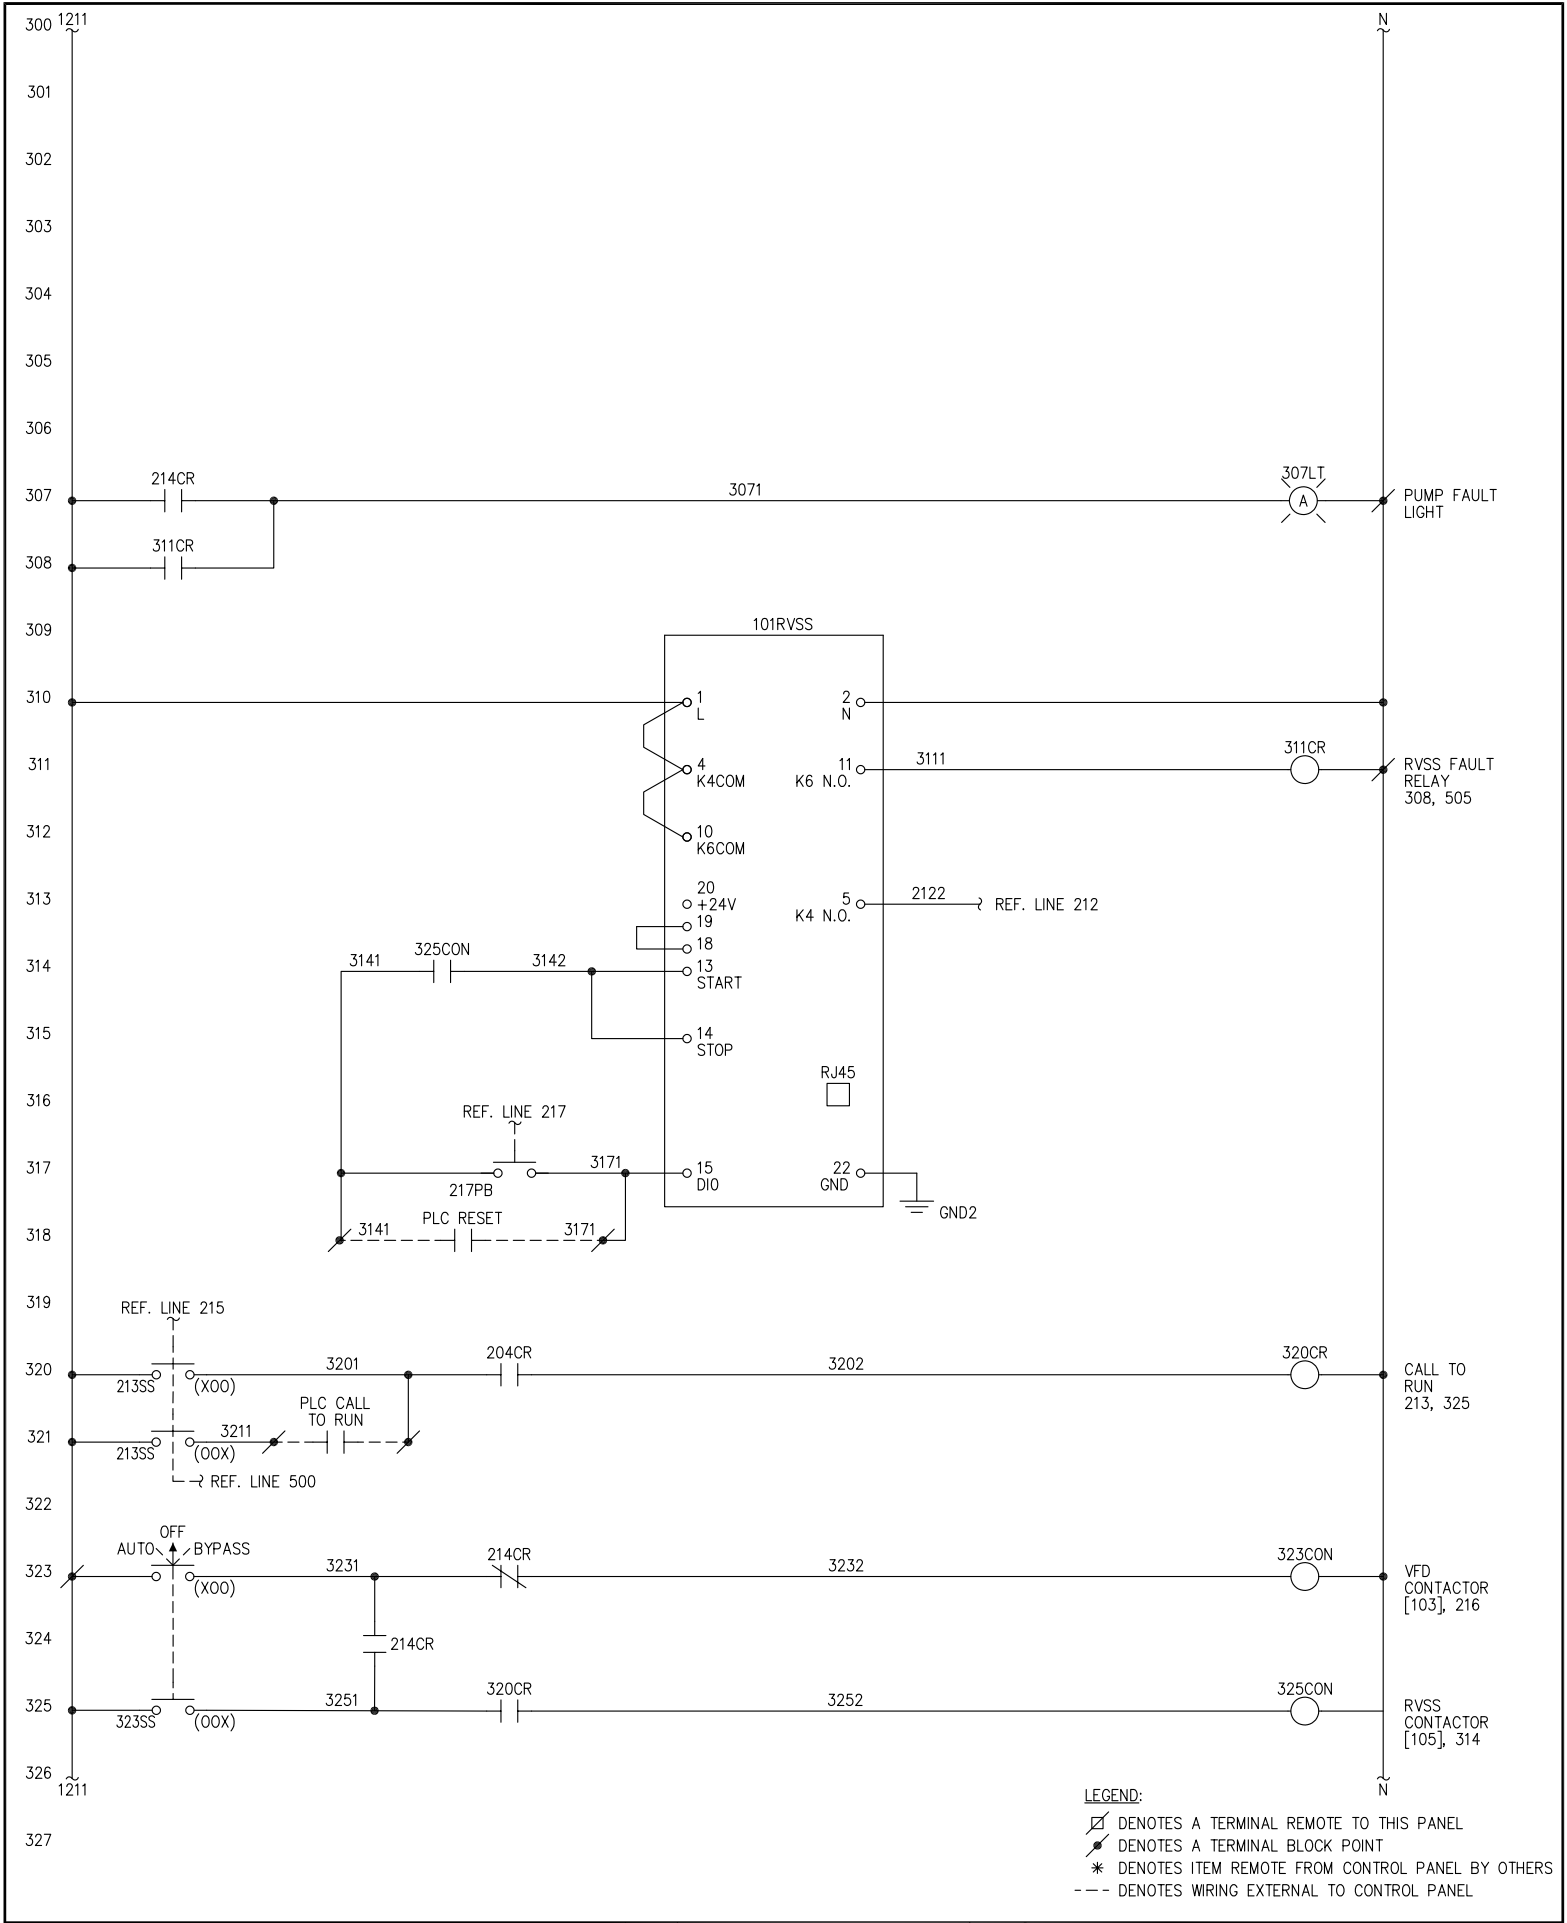 300 1211 N
301
302
303
304
305
306
214CR 307LT
307 3071 A PUMP FAULT
LIGHT
311CR
308
309 101RVSS
310 1 2
L N
311 4 11 3111 311CR RVSS FAULT
K4COM K6 N.O. RELAY
308, 505
312 10
K6COM
313 20
+24V 5 2122 REF. LINE 212
19 K4 N.O.
18
325CON
314 3141 3142 13
START
315 14
STOP
RJ45
316
REF. LINE 217
317 3171 15 22
DIO GND
217PB
GND2
PLC RESET
318 3141 3171
319
REF. LINE 215
204CR 320CR
320 3201 3202 CALL TO
213SS (XOO) RUN
213, 325
PLC CALL
TO RUN
321 3211
213SS (OOX)
REF. LINE 500
322
OFF
AUTO BYPASS 214CR 323CON
323 3231 3232 VFD
(XOO) CONTACTOR
[103], 216
324 214CR
320CR 325CON
325 3251 3252 RVSS
323SS (OOX) CONTACTOR
[105], 314
326
1211 N
327
LEGEND:
DENOTES A TERMINAL REMOTE TO THIS PANEL
DENOTES A TERMINAL BLOCK POINT
DENOTES ITEM REMOTE FROM CONTROL PANEL BY OTHERS
DENOTES WIRING EXTERNAL TO CONTROL PANEL